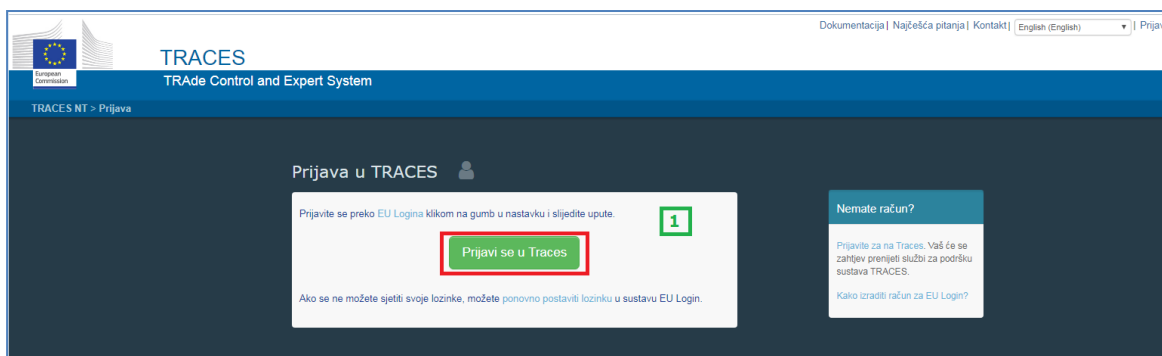 Dokumentacija| Najčešća pitanja| Kontakt| English (English) | Prijav
European
Commission
TRACES
TRAde Control and Expert System
TRACES NT > Prijava
Prijava u TRACES
Prijavite se preko EU Logina klikom na gumb u nastavku i slijedite upute.
1
Prijavi se u Traces
Ako se ne možete sjetiti svoje lozinke, možete ponovno postaviti lozinku u sustavu EU Login.
Nemate račun?
Prijavite za na Traces. Vaš će se
zahtjev prenijeti službi za podršku
sustava TRACES.
Kako izraditi račun za EU Login?